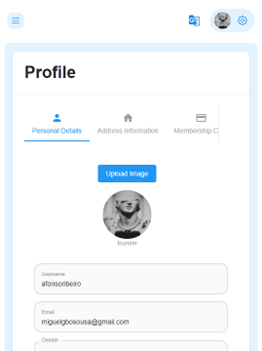 Profile
Personal Details
Address Information
Membership C
Upload Image
founder
Username
afonsoribeiro
Email
miguelgbosousa@gmail.com
Gender